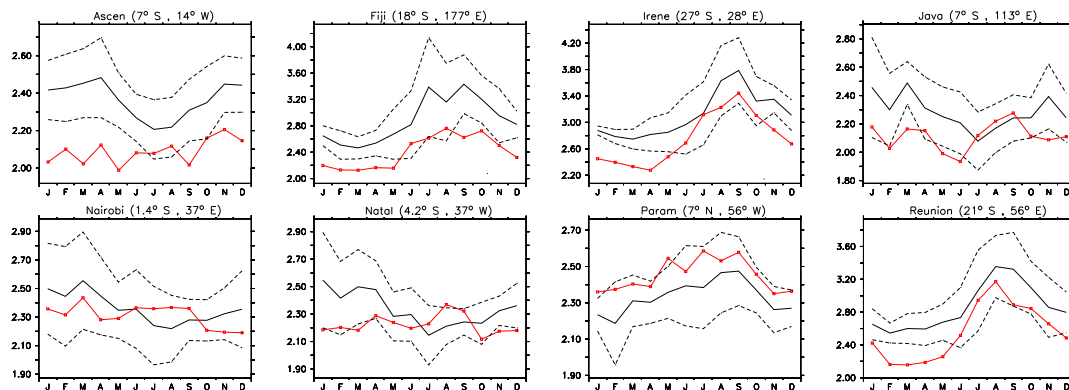 Ascen (7° S , 14° W)
2.60
2.40
2.20
2.00
J F M A M J J A S O N D
Fiji (18° S , 177° E)
4.00
3.60
3.20
2.80
2.40
2.00
J F M A M J J A S O N D
Irene (27° S , 28° E)
4.20
3.80
3.40
3.00
2.60
2.20
J F M A M J J A S O N D
Java (7° S , 113° E)
2.80
2.60
2.40
2.20
2.00
1.80
J F M A M J J A S O N D
Nairobi (1.4° S , 37° E)
2.90
2.70
2.50
2.30
2.10
1.90
J F M A M J J A S O N D
Natal (4.2° S , 37° W)
2.90
2.70
2.50
2.30
2.10
1.90
J F M A M J J A S O N D
Param (7° N , 56° W)
2.70
2.50
2.30
2.10
1.90
J F M A M J J A S O N D
Reunion (21° S , 56° E)
3.60
3.20
2.80
2.40
2.00
J F M A M J J A S O N D